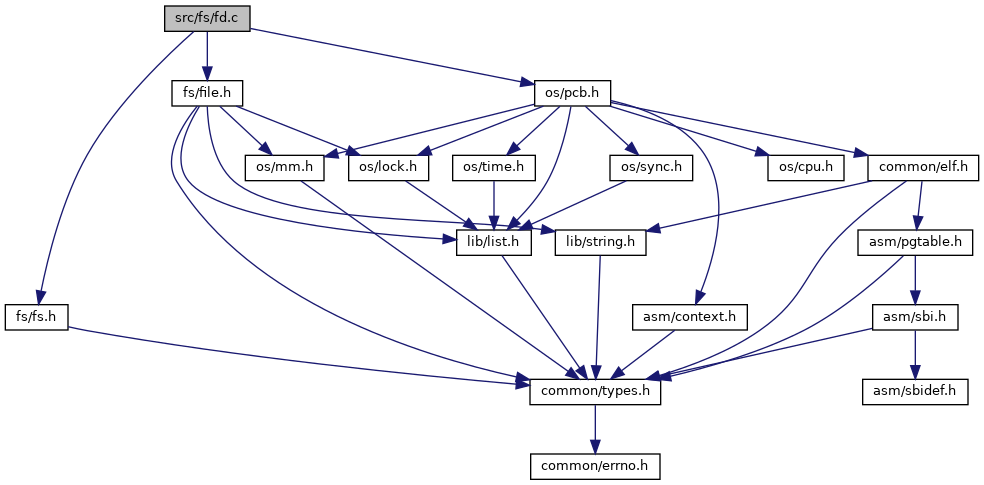 src/fs/fd.c
fs/file.h
os/pcb.h
os/mm.h
os/lock.h
os/time.h
os/sync.h
os/cpu.h
common/elf.h
lib/list.h
lib/string.h
asm/pgtable.h
fs/fs.h
asm/context.h
asm/sbi.h
common/types.h
asm/sbidef.h
common/errno.h